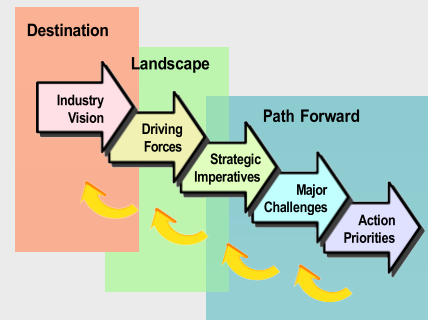 Destination
Landscape
Path Forward
Industry
Vision
Driving
Forces
Strategic
Imperatives
Major
Challenges
Action
Priorities